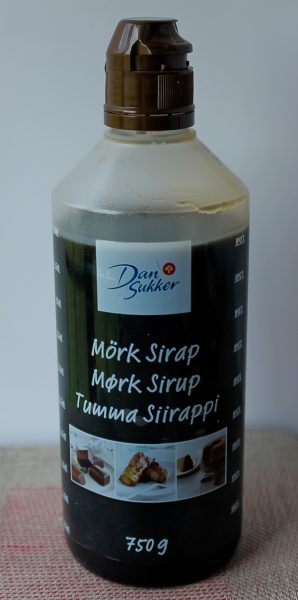 Dan
Sukker
Mörk Sirap
Mørk Sirup
Tumma Siirappi
750 g